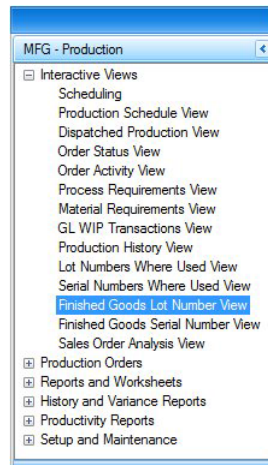 MFG - Production
Interactive Views
Scheduling
Production Schedule View
Dispatched Production View
Order Status View
Order Activity View
Process Requirements View
Material Requirements View
GL WIP Transactions View
Production History View
Lot Numbers Where Used View
Serial Numbers Where Used View
Finished Goods Lot Number View
Finished Goods Serial Number View
Sales Order Analysis View
Production Orders
Reports and Worksheets
History and Variance Reports
Productivity Reports
Setup and Maintenance